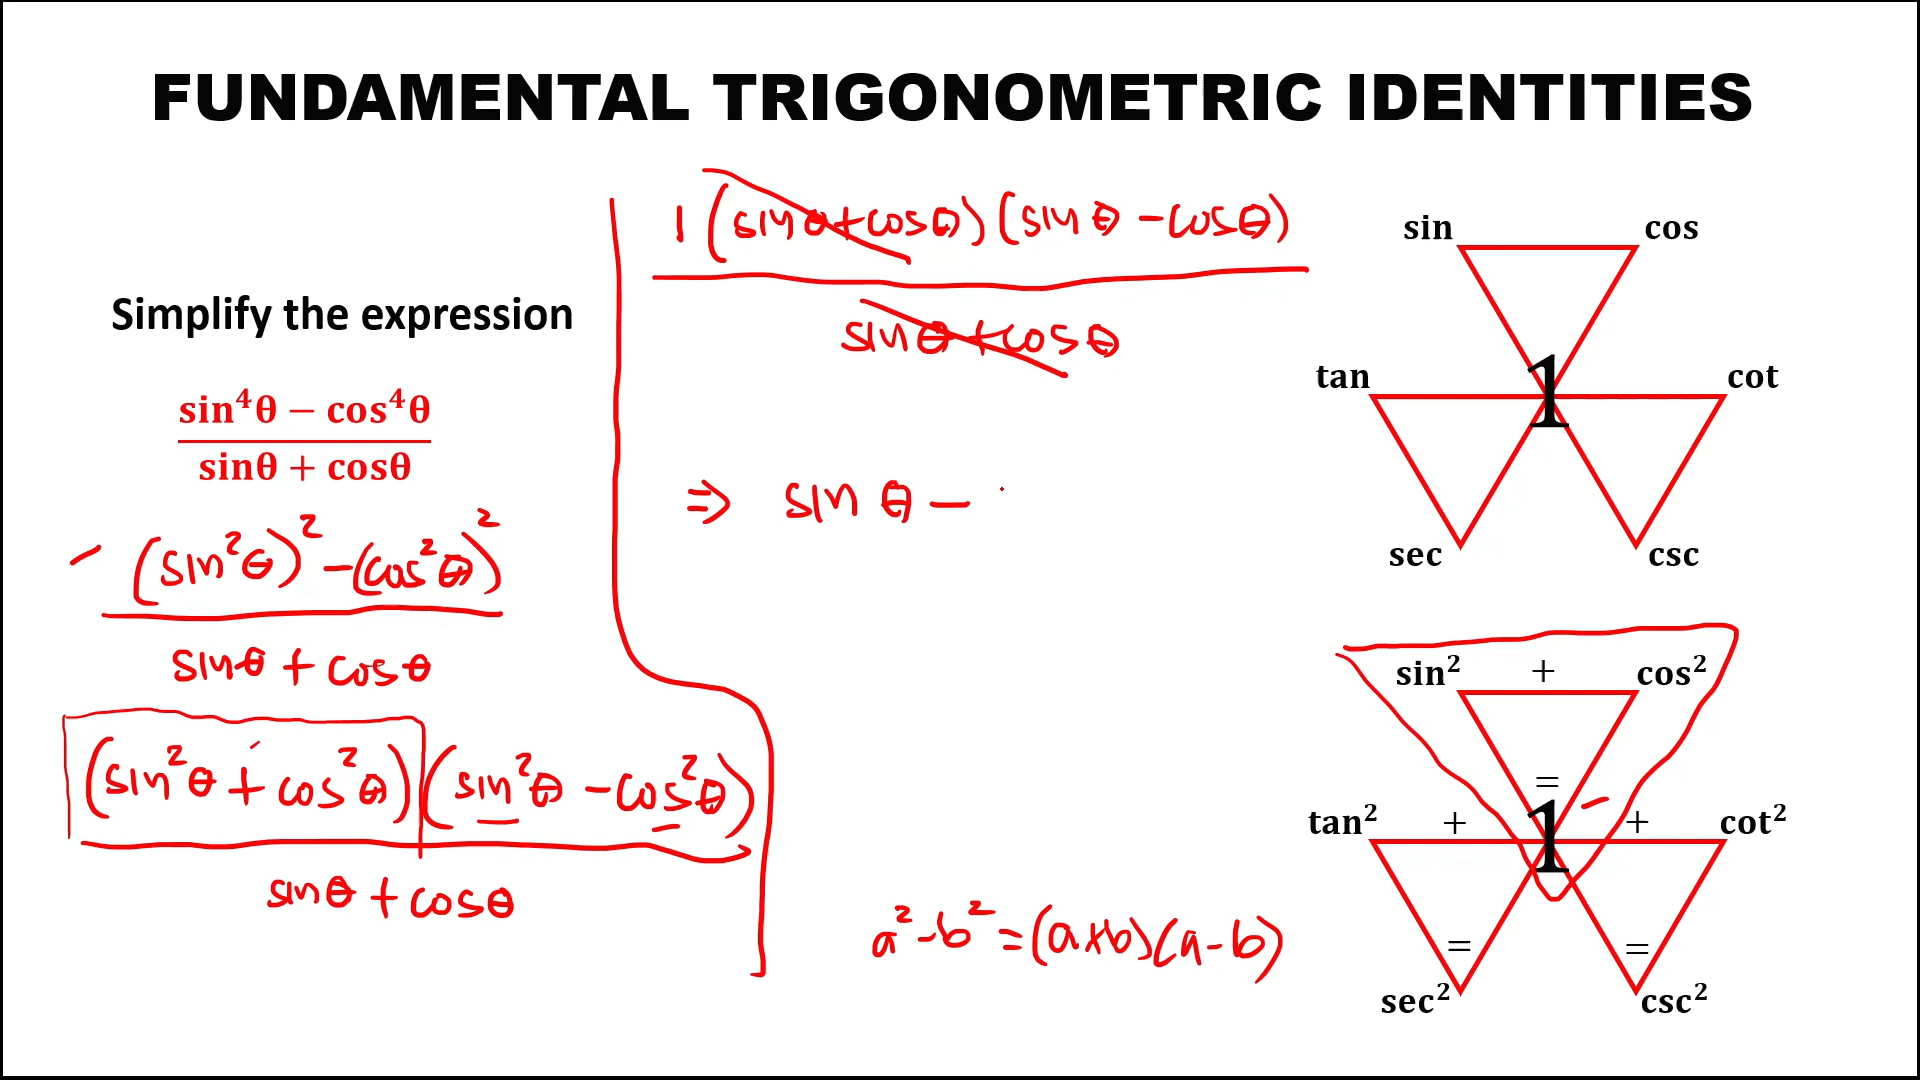 FUNDAMENTAL TRIGONOMETRIC IDENTITIES
Simplify the expression
sin⁴θ − cos⁴θ
sinθ + cosθ
(sin²θ)² − (cos²θ)²
sinθ + cosθ
(sin²θ + cos²θ)(sin²θ − cos²θ)
sinθ + cosθ
1(sinθ + cosθ)(sinθ − cosθ)
sinθ + cosθ
⇒ sin θ −
a² − b² = (a+b)(a−b)
sin cos
tan 1 cot
sec csc
sin² + cos²
=
tan² + 1 + cot²
= =
sec² csc²